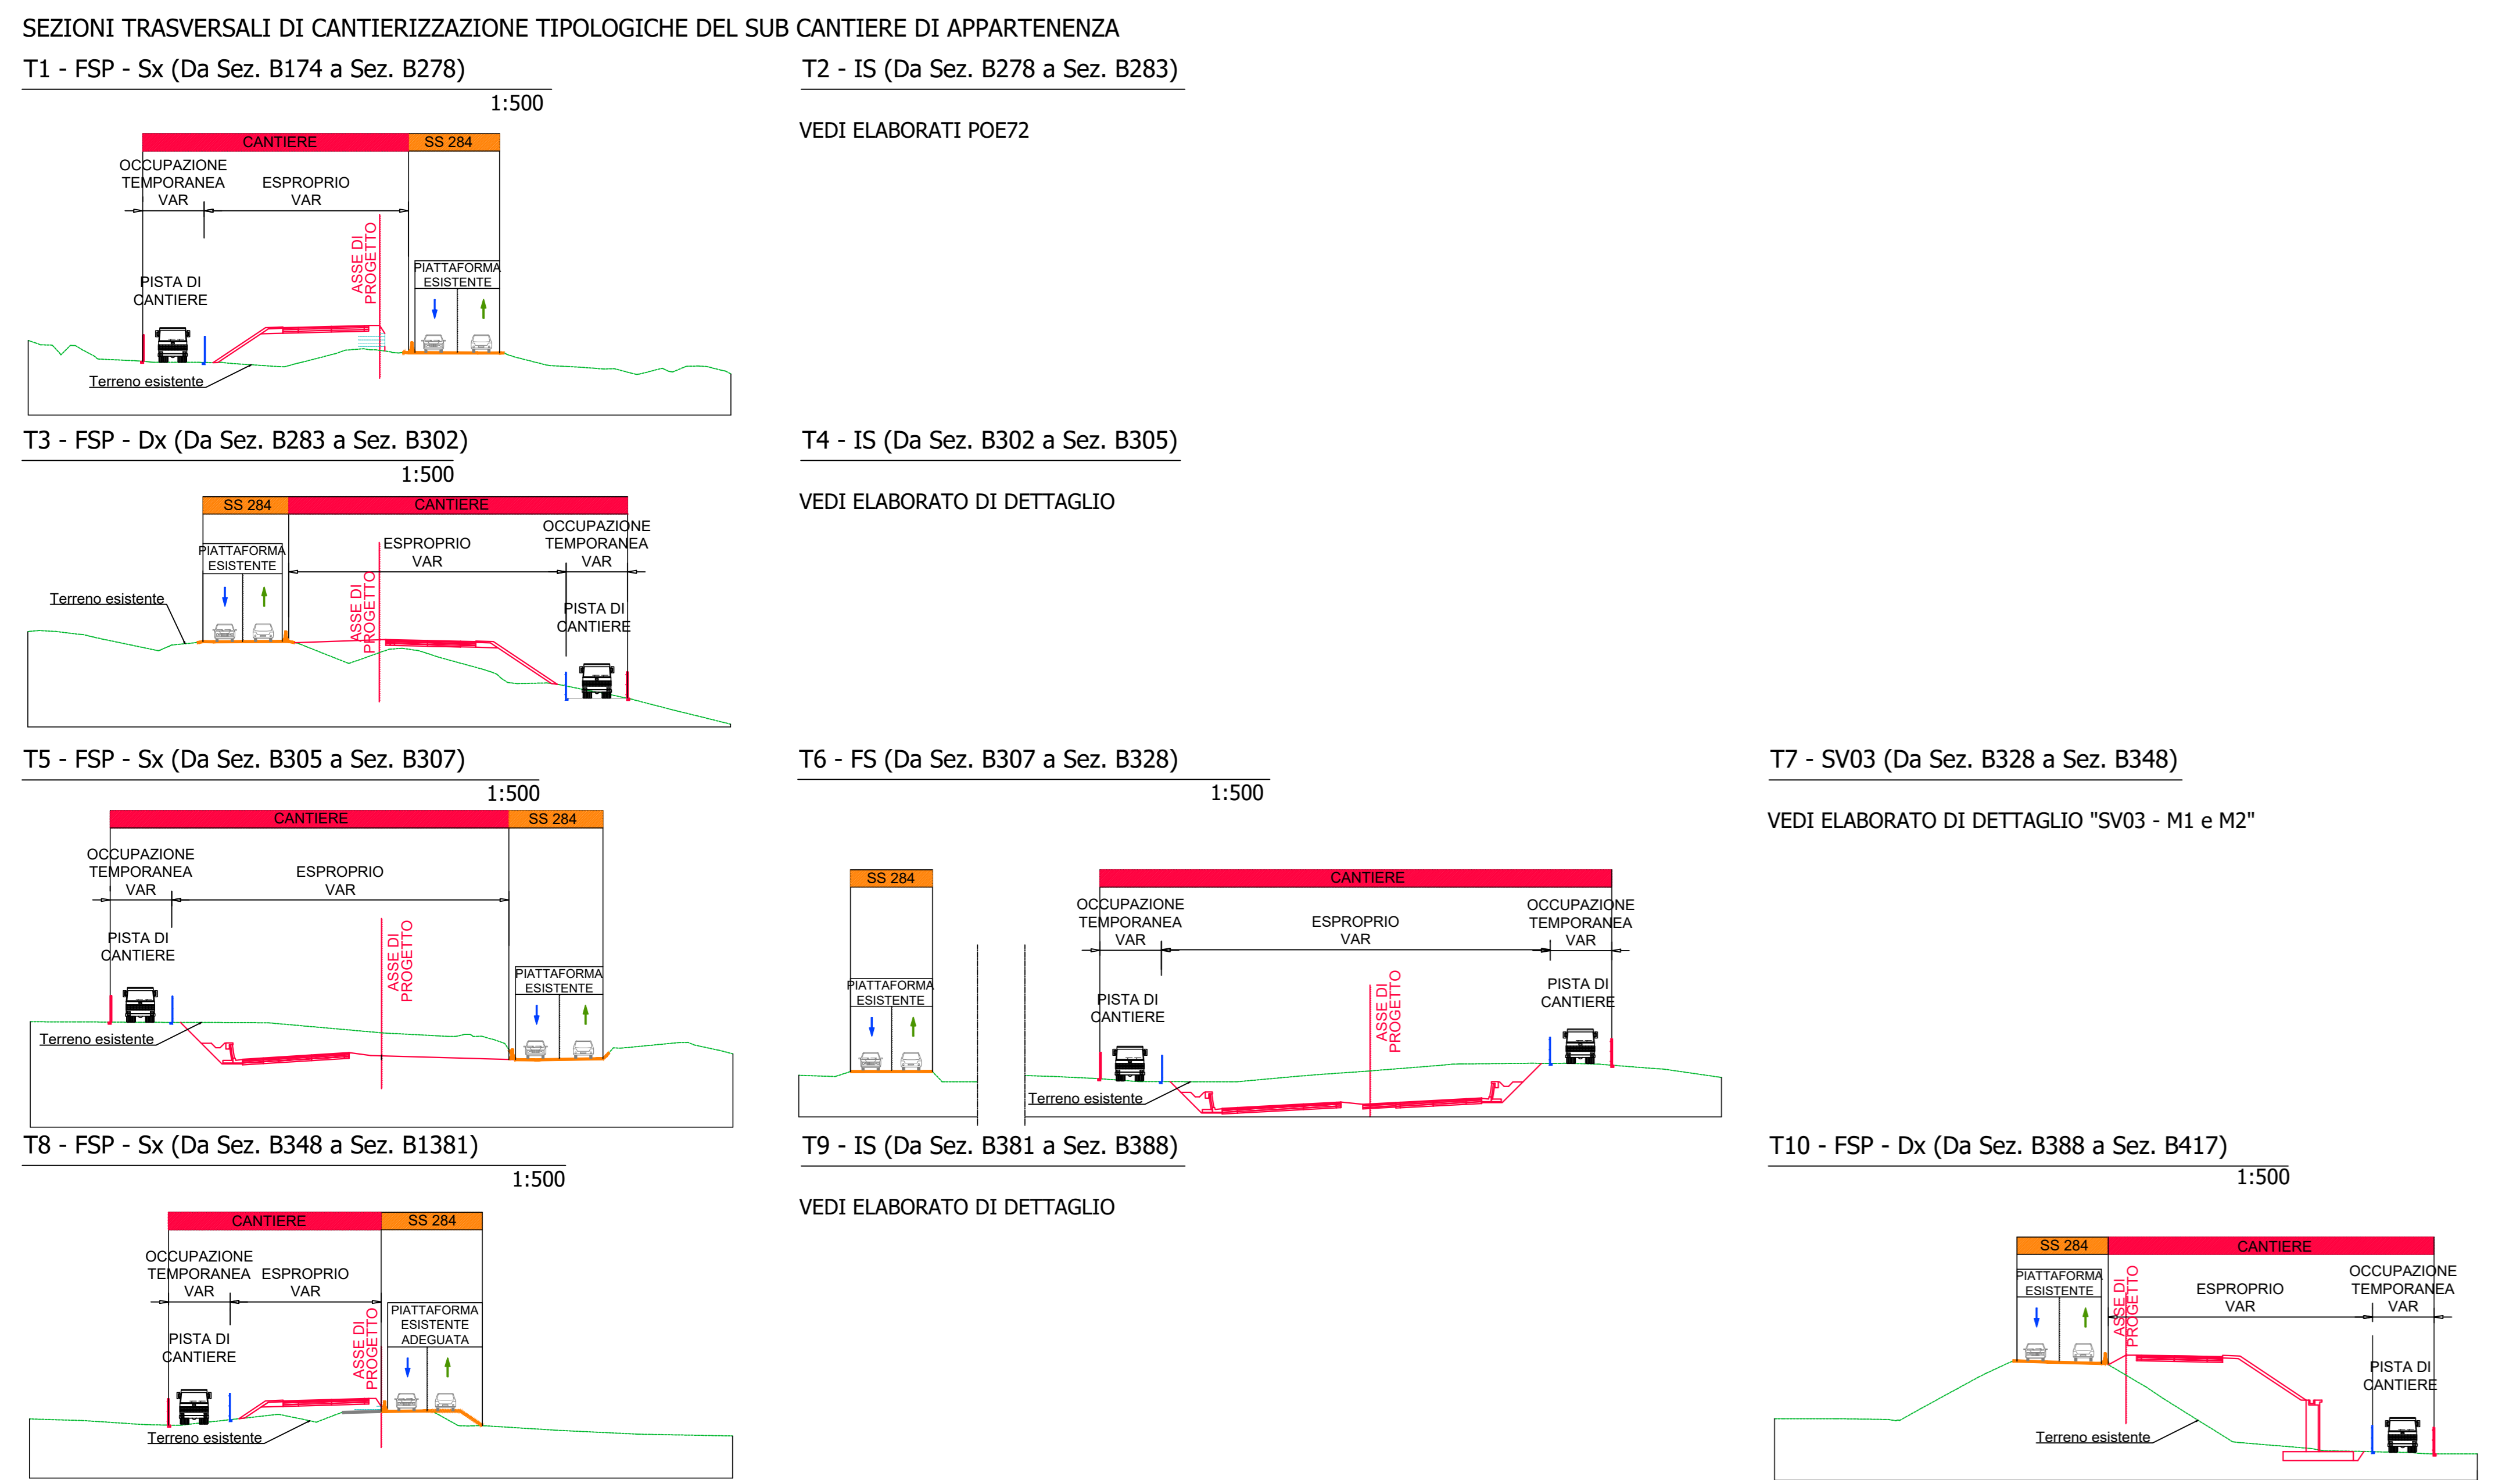 SEZIONI TRASVERSALI DI CANTIERIZZAZIONE TIPOLOGICHE DEL SUB CANTIERE DI APPARTENENZA
T1 - FSP - Sx (Da Sez. B174 a Sez. B278)
1:500
CANTIERE
SS 284
OCCUPAZIONE
TEMPORANEA
VAR
ESPROPRIO
VAR
ASSE DI
PROGETTO
PIATTAFORMA
ESISTENTE
PISTA DI
CANTIERE
Terreno esistente
T2 - IS (Da Sez. B278 a Sez. B283)
VEDI ELABORATI POE72
T3 - FSP - Dx (Da Sez. B283 a Sez. B302)
1:500
SS 284
CANTIERE
OCCUPAZIONE
TEMPORANEA
VAR
ESPROPRIO
VAR
PIATTAFORMA
ESISTENTE
ASSE DI
PROGETTO
Terreno esistente
PISTA DI
CANTIERE
T4 - IS (Da Sez. B302 a Sez. B305)
VEDI ELABORATO DI DETTAGLIO
T5 - FSP - Sx (Da Sez. B305 a Sez. B307)
1:500
CANTIERE
SS 284
OCCUPAZIONE
TEMPORANEA
VAR
ESPROPRIO
VAR
PISTA DI
CANTIERE
ASSE DI
PROGETTO
PIATTAFORMA
ESISTENTE
Terreno esistente
T6 - FS (Da Sez. B307 a Sez. B328)
1:500
SS 284
CANTIERE
OCCUPAZIONE
TEMPORANEA
VAR
ESPROPRIO
VAR
OCCUPAZIONE
TEMPORANEA
VAR
PIATTAFORMA
ESISTENTE
PISTA DI
CANTIERE
ASSE DI
PROGETTO
PISTA DI
CANTIERE
Terreno esistente
T7 - SV03 (Da Sez. B328 a Sez. B348)
VEDI ELABORATO DI DETTAGLIO "SV03 - M1 e M2"
T8 - FSP - Sx (Da Sez. B348 a Sez. B1381)
1:500
CANTIERE
SS 284
OCCUPAZIONE
TEMPORANEA
VAR
ESPROPRIO
VAR
PISTA DI
CANTIERE
ASSE DI
PROGETTO
PIATTAFORMA
ESISTENTE
ADEGUATA
Terreno esistente
T9 - IS (Da Sez. B381 a Sez. B388)
VEDI ELABORATO DI DETTAGLIO
T10 - FSP - Dx (Da Sez. B388 a Sez. B417)
1:500
SS 284
CANTIERE
PIATTAFORMA
ESISTENTE
ASSE DI
PROGETTO
ESPROPRIO
VAR
OCCUPAZIONE
TEMPORANEA
VAR
PISTA DI
CANTIERE
Terreno esistente